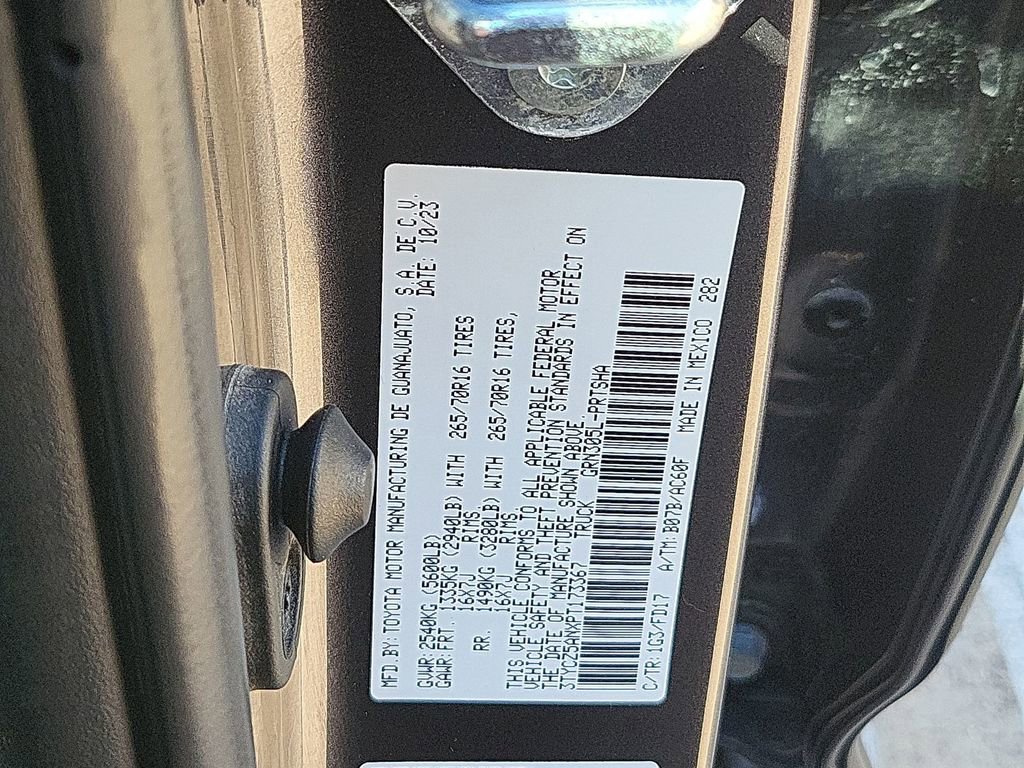 MFD.BY:TOYOTA MOTOR MANUFACTURING DE GUANAJUATO, S.A. DE C.V.
DATE: 10/23
GVWR:2540KG (5600LB)
GAWR:FRT. 1335KG (2940LB) WITH 265/70R16 TIRES
16X7J RIMS
RR. 1490KG (3280LB) WITH 265/70R16 TIRES,
16X7J RIMS.
THIS VEHICLE CONFORMS TO ALL APPLICABLE FEDERAL MOTOR
VEHICLE SAFETY AND THEFT PREVENTION STANDARDS IN EFFECT ON
THE DATE OF MANUFACTURE SHOWN ABOVE.
3TYCZ5ANXPT173367 TRUCK GRN305L-PRTSHA
C/TR:1G3/FD17 A/TM:B07B/AC60F MADE IN MEXICO 282